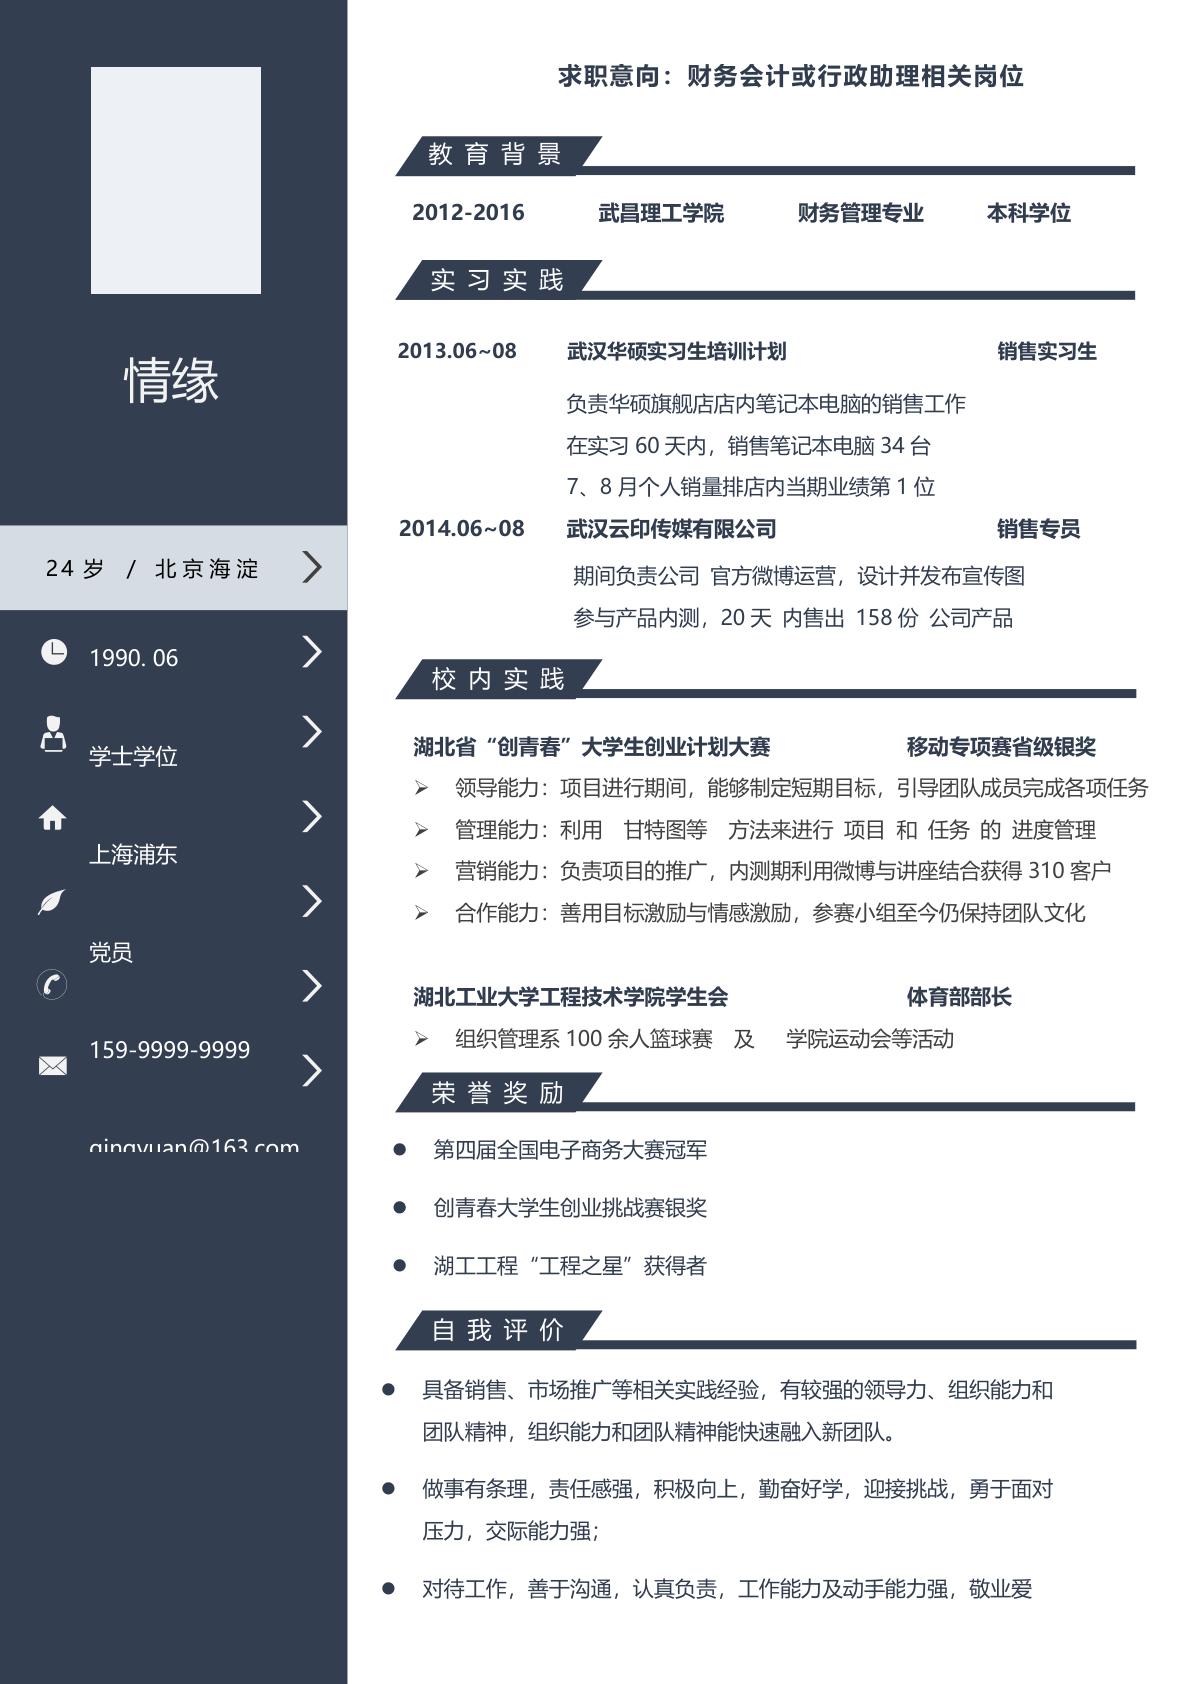 情缘
24 岁 / 北京海淀
1990. 06
学士学位
上海浦东
党员
159-9999-9999
qingyuan@163.com
求职意向：财务会计或行政助理相关岗位
教育背景
2012-2016 武昌理工学院 财务管理专业 本科学位
实习实践
2013.06~08 武汉华硕实习生培训计划 销售实习生
负责华硕旗舰店店内笔记本电脑的销售工作
在实习 60 天内，销售笔记本电脑 34 台
7、8 月个人销量排店内当期业绩第 1 位
2014.06~08 武汉云印传媒有限公司 销售专员
期间负责公司 官方微博运营，设计并发布宣传图
参与产品内测，20 天 内售出 158 份 公司产品
校内实践
湖北省“创青春”大学生创业计划大赛 移动专项赛省级银奖
➢ 领导能力：项目进行期间，能够制定短期目标，引导团队成员完成各项任务
➢ 管理能力：利用 甘特图等 方法来进行 项目 和 任务 的 进度管理
➢ 营销能力：负责项目的推广，内测期利用微博与讲座结合获得 310 客户
➢ 合作能力：善用目标激励与情感激励，参赛小组至今仍保持团队文化
湖北工业大学工程技术学院学生会 体育部部长
➢ 组织管理系 100 余人篮球赛 及 学院运动会等活动
荣誉奖励
● 第四届全国电子商务大赛冠军
● 创青春大学生创业挑战赛银奖
● 湖工工程“工程之星”获得者
自我评价
● 具备销售、市场推广等相关实践经验，有较强的领导力、组织能力和
团队精神，组织能力和团队精神能快速融入新团队。
● 做事有条理，责任感强，积极向上，勤奋好学，迎接挑战，勇于面对
压力，交际能力强；
● 对待工作，善于沟通，认真负责，工作能力及动手能力强，敬业爱